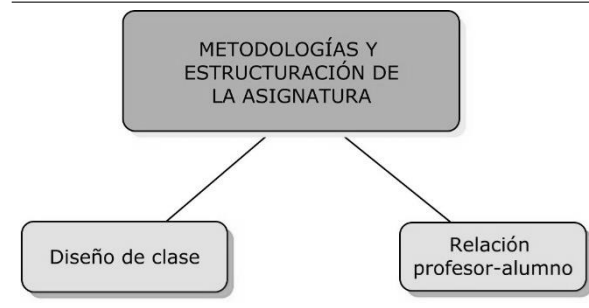 METODOLOGÍAS Y
ESTRUCTURACIÓN DE
LA ASIGNATURA
Diseño de clase
Relación
profesor-alumno